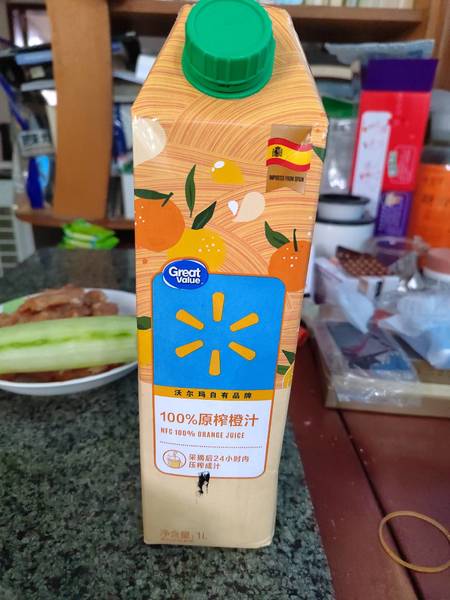 IMPORTED FROM SPAIN
Great
Value
沃尔玛自有品牌
100%原榨橙汁
NFC 100% ORANGE JUICE
采摘后24小时内
压榨成汁
净含量: 1L